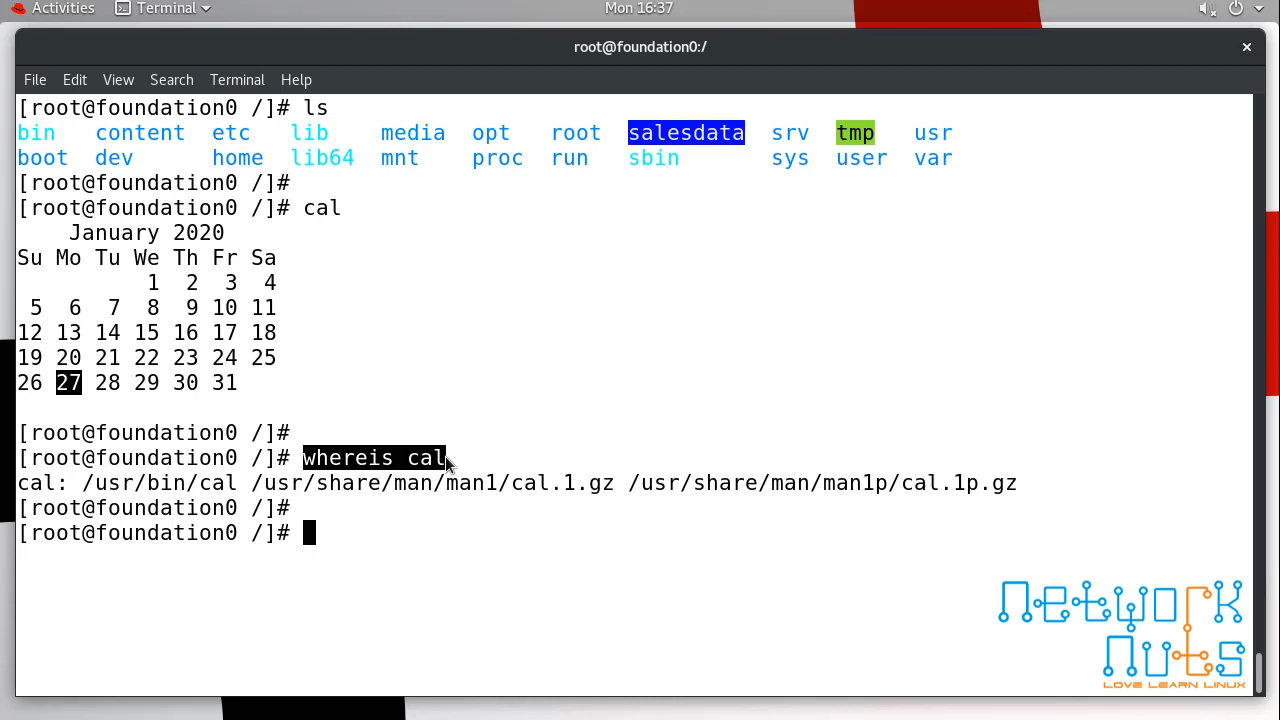 Activities Terminal Mon 16:37
root@foundation0:/
File Edit View Search Terminal Help
[root@foundation0 /]# ls
bin   content  etc   lib    media  opt   root  salesdata  srv  tmp   usr
boot  dev      home  lib64  mnt    proc  run   sbin       sys  user  var
[root@foundation0 /]#
[root@foundation0 /]# cal
    January 2020
Su Mo Tu We Th Fr Sa
          1  2  3  4
 5  6  7  8  9 10 11
12 13 14 15 16 17 18
19 20 21 22 23 24 25
26 27 28 29 30 31
[root@foundation0 /]#
[root@foundation0 /]# whereis cal
cal: /usr/bin/cal /usr/share/man/man1/cal.1.gz /usr/share/man/man1p/cal.1p.gz
[root@foundation0 /]#
[root@foundation0 /]#
network
nuts
LOVE LEARN LINUX